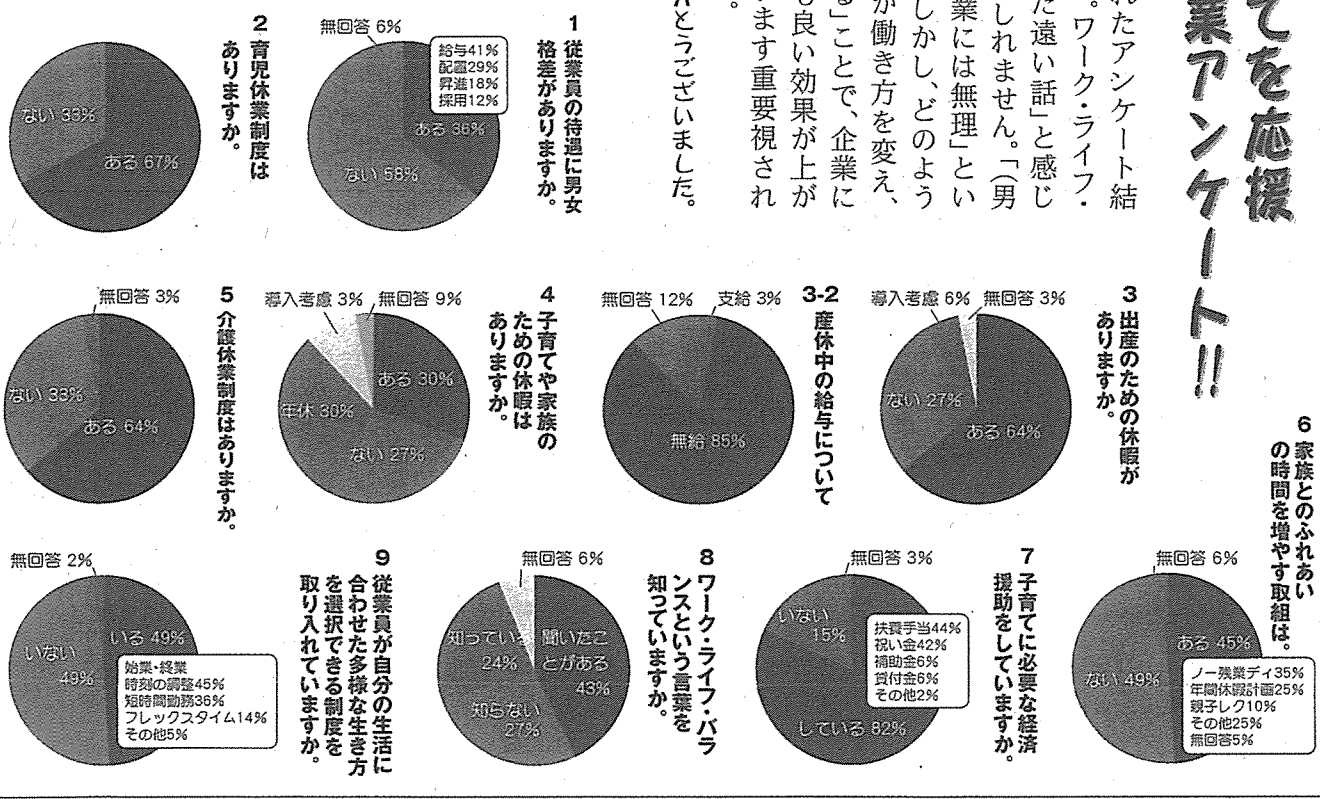 てを応援
業アンケート!!
れたアンケート結
。ワーク・ライフ・
た遠い話」と感じ
しれません。「(男
業には無理」とい
しかし、どのよう
が働き方を変え、
る」ことで、企業に
も良い効果が上が
ます重要視され
。
とうございました。
1 従業員の待遇に男女
格差がありますか。
無回答 6%
給与41%
配置29%
昇進18%
採用12%
ある 36%
ない 58%
2 育児休業制度は
ありますか。
ない 33%
ある 67%
3 出産のための休暇が
ありますか。
導入考慮 6%
無回答 3%
ない 27%
ある 64%
3-2 産休中の給与について
無回答 12%
支給 3%
無給 85%
4 子育てや家族の
ための休暇は
ありますか。
導入考慮 3%
無回答 9%
ある 30%
年休 30%
ない 27%
5 介護休業制度はありますか。
無回答 3%
ない 33%
ある 64%
6 家族とのふれあい
の時間を増やす取組は。
無回答 6%
ある 45%
ない 49%
ノー残業ディ35%
年間休暇計画25%
親子レク10%
その他25%
無回答5%
7 子育てに必要な経済
援助をしていますか。
無回答 3%
いない
15%
扶養手当44%
祝い金42%
補助金6%
貸付金6%
その他2%
している 82%
8 ワーク・ライフ・バラ
ンスという言葉を
知っていますか。
無回答 6%
知っている
24%
聞いたこ
とがある
43%
知らない
27%
9 従業員が自分の生活に
合わせた多様な生き方
を選択できる制度を
取り入れていますか。
無回答 2%
いる 49%
いない
49%
始業・終業
時刻の調整45%
短時間勤務36%
フレックスタイム14%
その他5%